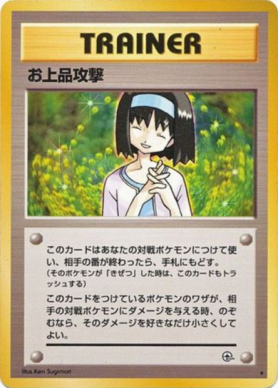 TRAINER
お上品攻撃
このカードはあなたの対戦ポケモンにつけて使
い、相手の番が終わったら、手札にもどす。
(そのポケモンが「きぜつ」した時は、このカードもト
ラッシュする)
このカードをつけているポケモンのワザが、相
手の対戦ポケモンにダメージを与える時、のぞ
むなら、そのダメージを好きなだけ小さくしてよ
い。
Illus.Ken Sugimori